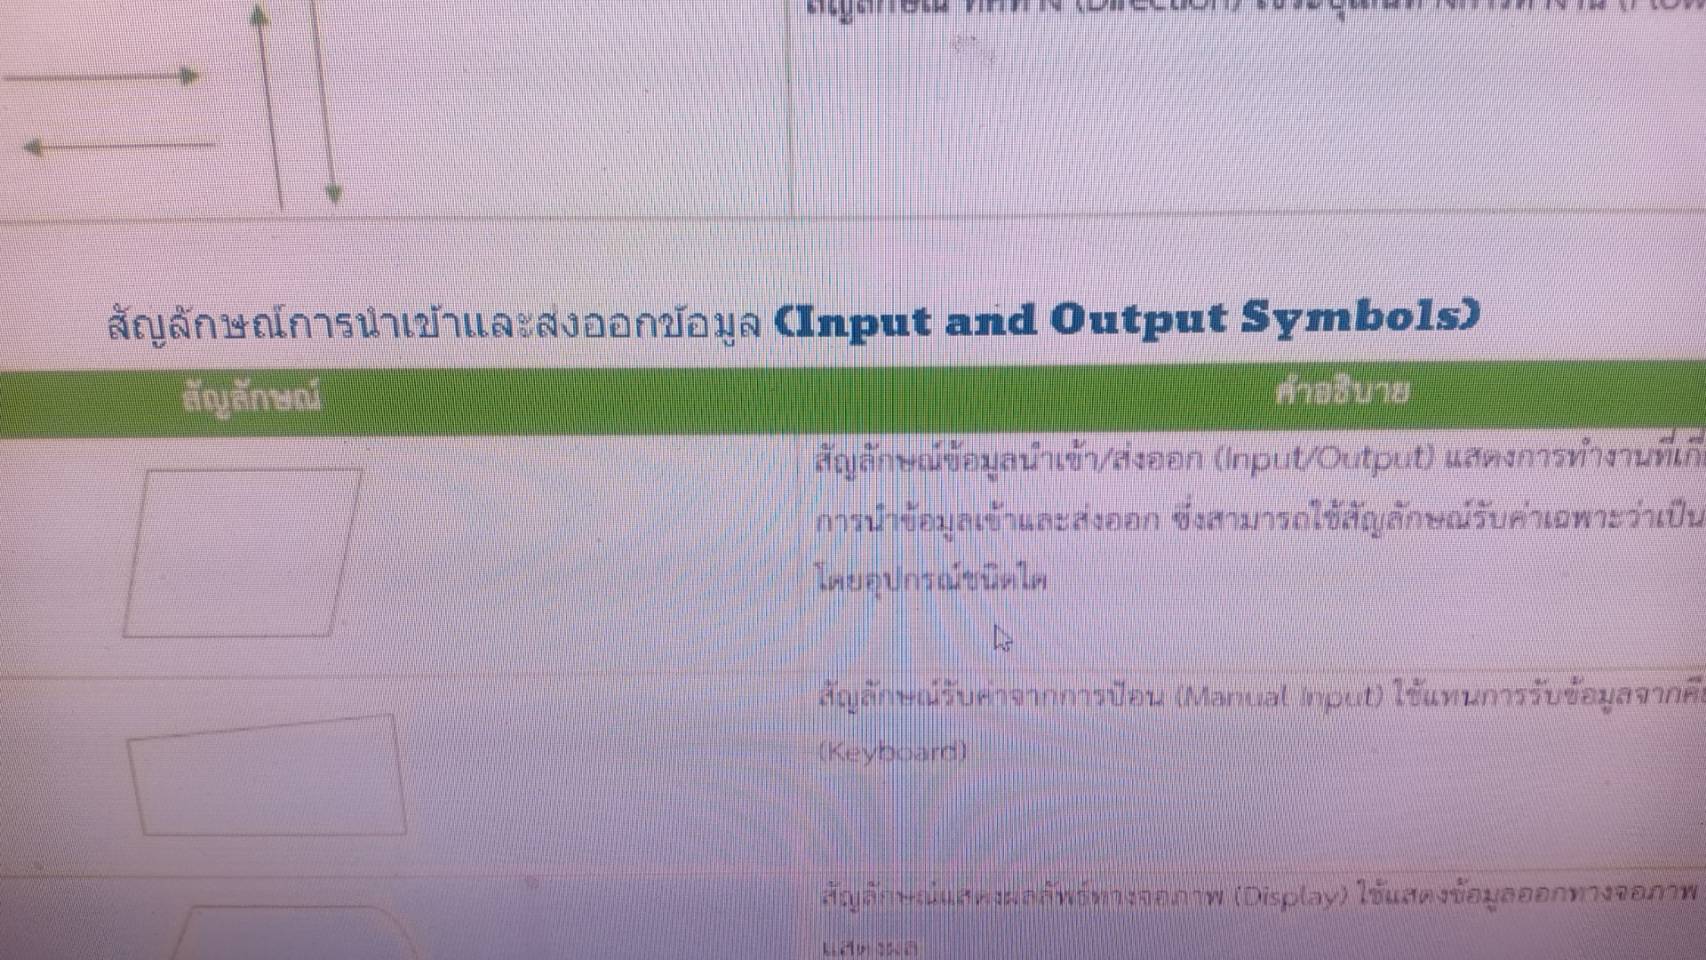 สัญลักษณ์ ทิศทาง (Direction)
สัญลักษณ์การนำเข้าและส่งออกข้อมูล (Input and Output Symbols)
สัญลักษณ์
คำอธิบาย
สัญลักษณ์ข้อมูลนำเข้า/ส่งออก (Input/Output) แสดงการทำงานที่
การนำข้อมูลเข้าและส่งออก ซึ่งสามารถใช้สัญลักษณ์รับค่าเฉพาะว่าเป็น
โดยอุปกรณ์ชนิดใด
สัญลักษณ์รับค่าจากการป้อน (Manual Input) ใช้แทนการรับข้อมูลจาก
(Keyboard)
สัญลักษณ์แสดงผลลัพธ์ทางจอภาพ (Display) ใช้แสดงข้อมูลออกทางจอภาพ
แสดงผล